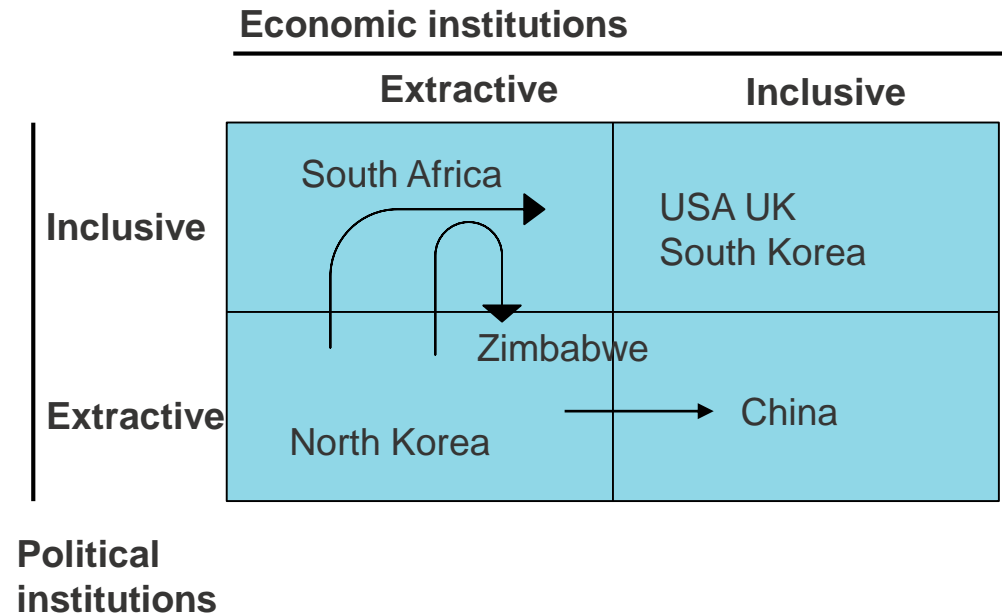 Economic institutions
Extractive
Inclusive
South Africa
Inclusive
USA UK
South Korea
Zimbabwe
Extractive
China
North Korea
Political
institutions